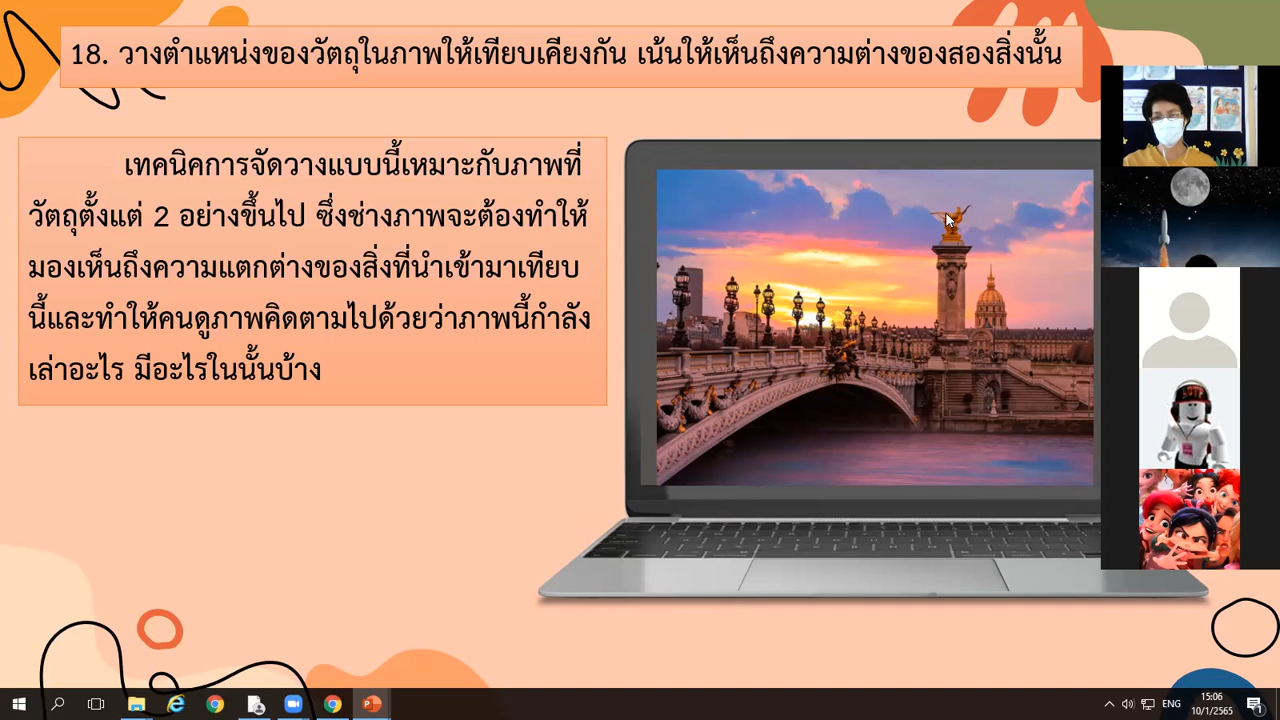 18. วางตำแหน่งของวัตถุในภาพให้เทียบเคียงกัน เน้นให้เห็นถึงความต่างของสองสิ่งนั้น
เทคนิคการจัดวางแบบนี้เหมาะกับภาพที่
วัตถุตั้งแต่ 2 อย่างขึ้นไป ซึ่งช่างภาพจะต้องทำให้
มองเห็นถึงความแตกต่างของสิ่งที่นำเข้ามาเทียบ
นี้และทำให้คนดูภาพคิดตามไปด้วยว่าภาพนี้กำลัง
เล่าอะไร มีอะไรในนั้นบ้าง
ENG
15:06
10/1/2565
1